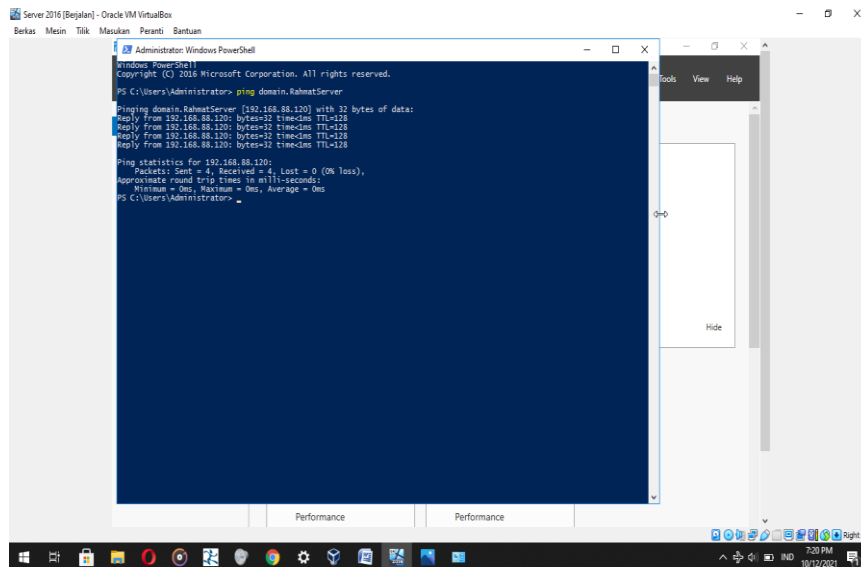 Server 2016 [Berjalan] - Oracle VM VirtualBox
Berkas Mesin Tilik Masukan Peranti Bantuan
Administrator: Windows PowerShell
Tools View Help
Windows PowerShell
Copyright (C) 2016 Microsoft Corporation. All rights reserved.
PS C:\Users\Administrator> ping domain.RahmatServer
Pinging domain.RahmatServer [192.168.88.120] with 32 bytes of data:
Reply from 192.168.88.120: bytes=32 time<1ms TTL=128
Reply from 192.168.88.120: bytes=32 time<1ms TTL=128
Reply from 192.168.88.120: bytes=32 time<1ms TTL=128
Reply from 192.168.88.120: bytes=32 time<1ms TTL=128
Ping statistics for 192.168.88.120:
Packets: Sent = 4, Received = 4, Lost = 0 (0% loss),
Approximate round trip times in milli-seconds:
Minimum = 0ms, Maximum = 0ms, Average = 0ms
PS C:\Users\Administrator> _
Hide
Performance Performance
Right
IND 7:20 PM
10/12/2021